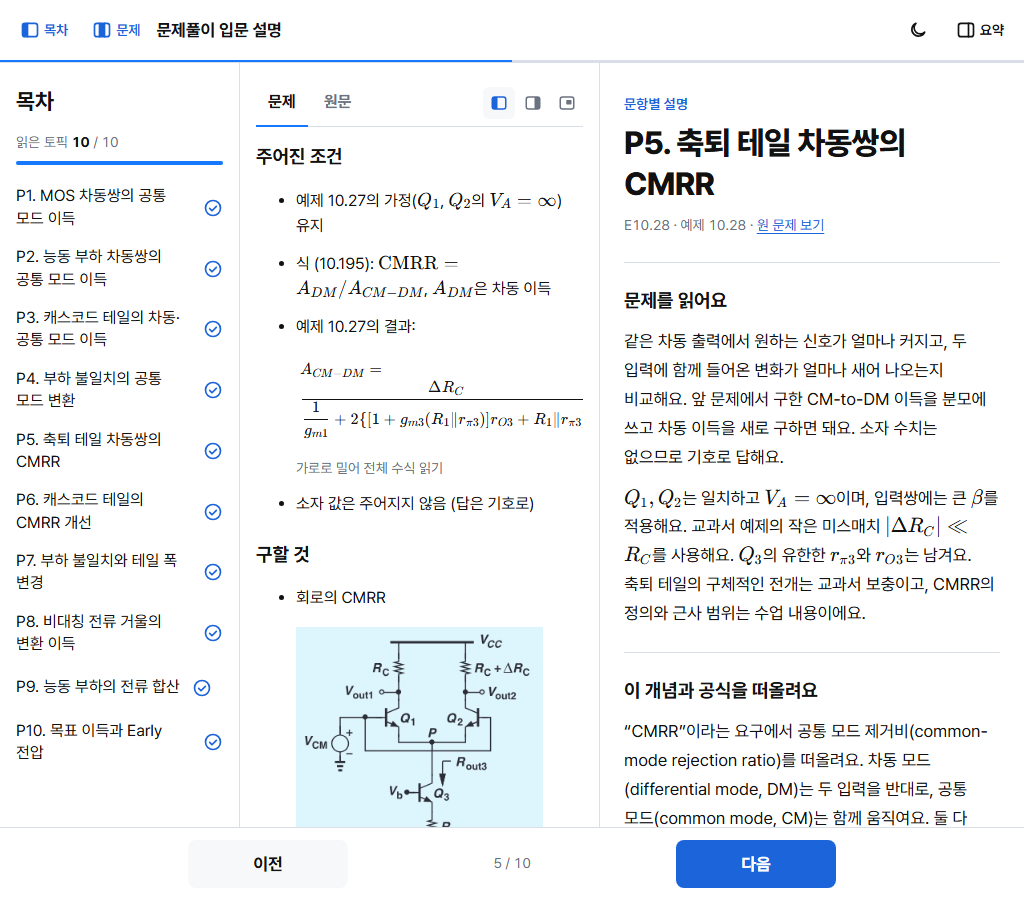 목차
문제
문제풀이 입문 설명
요약
목차
읽은 토픽 10 / 10
P1. MOS 차동쌍의 공통
모드 이득
P2. 능동 부하 차동쌍의
공통 모드 이득
P3. 캐스코드 테일의 차동·
공통 모드 이득
P4. 부하 불일치의 공통
모드 변환
P5. 축퇴 테일 차동쌍의
CMRR
P6. 캐스코드 테일의
CMRR 개선
P7. 부하 불일치와 테일 폭
변경
P8. 비대칭 전류 거울의
변환 이득
P9. 능동 부하의 전류 합산
P10. 목표 이득과 Early
전압
문제
원문
주어진 조건
예제 10.27의 가정(Q₁, Q₂의 V_A = ∞)
유지
식 (10.195): CMRR =
A_DM/A_CM−DM, A_DM은 차동 이득
예제 10.27의 결과:
A_CM−DM =
ΔR_C
1
g_m1
+ 2{[1 + g_m3(R₁∥r_π3)]r_O3 + R₁∥r_π3
가로로 밀어 전체 수식 읽기
소자 값은 주어지지 않음 (답은 기호로)
구할 것
회로의 CMRR
V_CC
R_C
R_C + ΔR_C
V_out1
V_out2
Q₁
Q₂
P
V_CM
+
−
R_out3
V_b
Q₃
문항별 설명
P5. 축퇴 테일 차동쌍의
CMRR
E10.28 · 예제 10.28 · 원 문제 보기
문제를 읽어요
같은 차동 출력에서 원하는 신호가 얼마나 커지고, 두
입력에 함께 들어온 변화가 얼마나 새어 나오는지
비교해요. 앞 문제에서 구한 CM-to-DM 이득을 분모에
쓰고 차동 이득을 새로 구하면 돼요. 소자 수치는
없으므로 기호로 답해요.
Q₁, Q₂는 일치하고 V_A = ∞이며, 입력쌍에는 큰 β를
적용해요. 교과서 예제의 작은 미스매치 |ΔR_C| ≪
R_C를 사용해요. Q₃의 유한한 r_π3와 r_O3는 남겨요.
축퇴 테일의 구체적인 전개는 교과서 보충이고, CMRR의
정의와 근사 범위는 수업 내용이에요.
이 개념과 공식을 떠올려요
“CMRR”이라는 요구에서 공통 모드 제거비(common-
mode rejection ratio)를 떠올려요. 차동 모드
(differential mode, DM)는 두 입력을 반대로, 공통
모드(common mode, CM)는 함께 움직여요. 둘 다
이전
5 / 10
다음